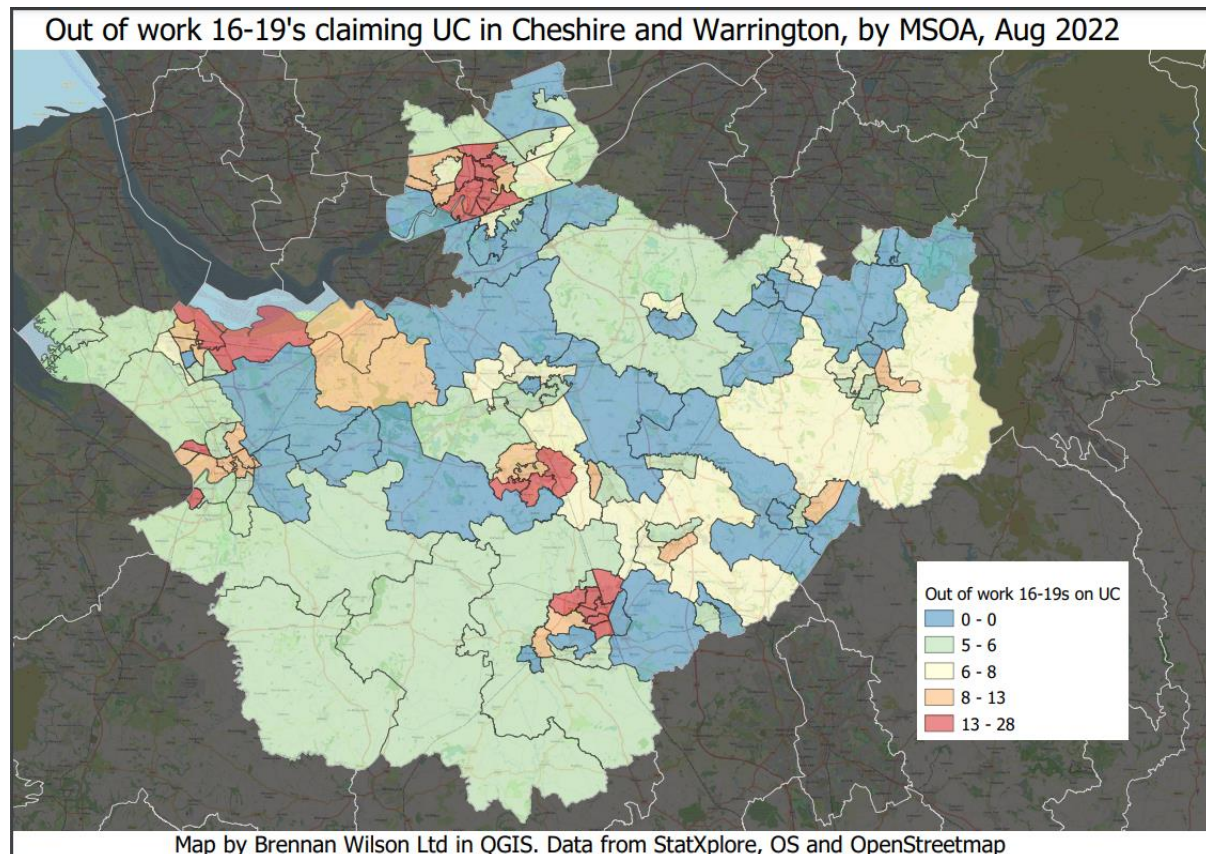 Out of work 16-19's claiming UC in Cheshire and Warrington, by MSOA, Aug 2022
Out of work 16-19s on UC
0 - 0
5 - 6
6 - 8
8 - 13
13 - 28
Map by Brennan Wilson Ltd in QGIS. Data from StatXplore, OS and OpenStreetmap